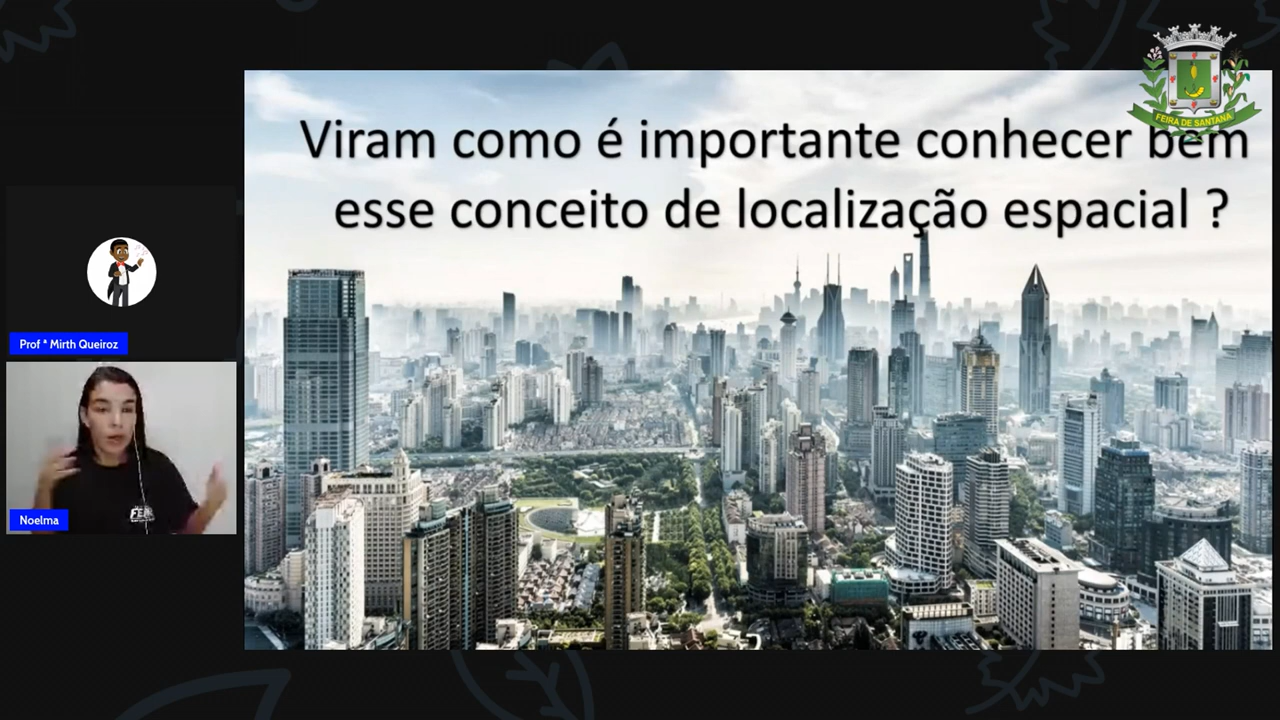 FEIRA DE SANTANA
Viram como é importante conhecer bem
esse conceito de localização espacial ?
Prof ª Mirth Queiroz
Noelma